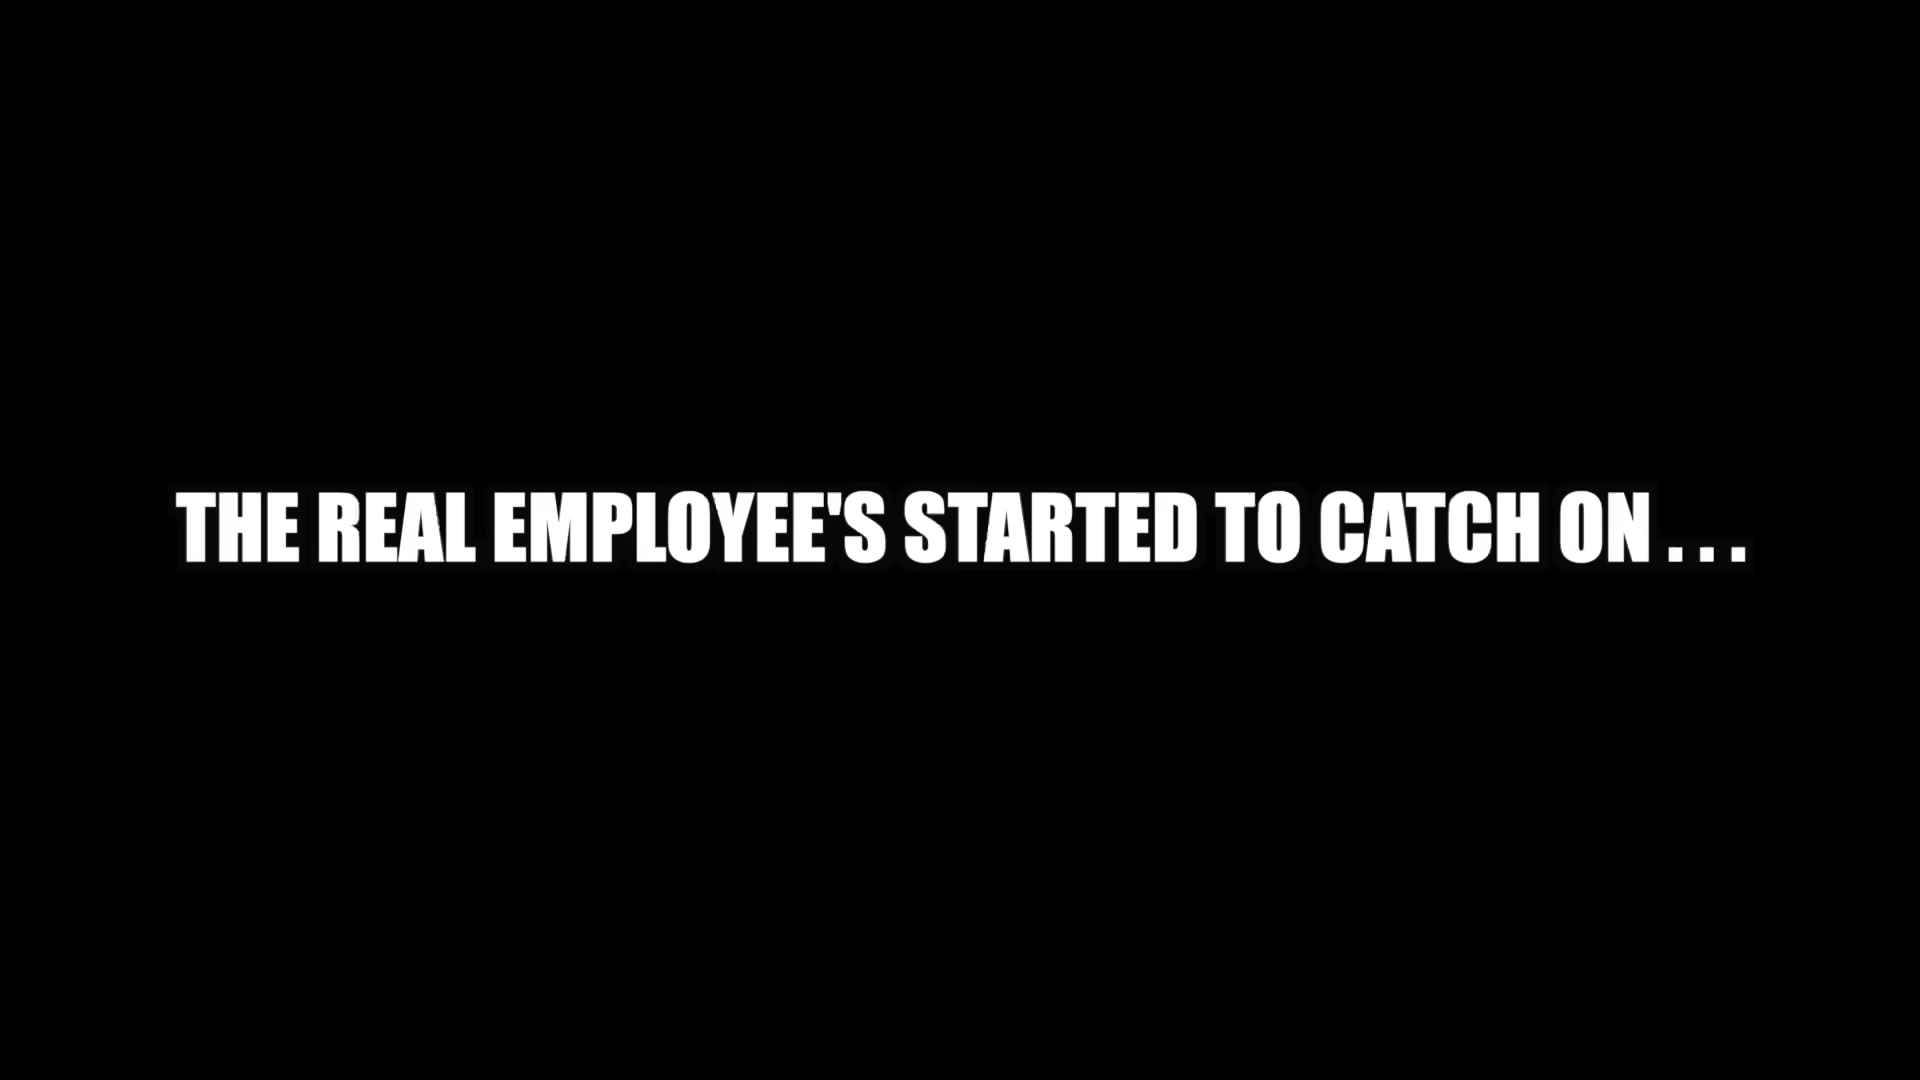 THE REAL EMPLOYEE'S STARTED TO CATCH ON . . .